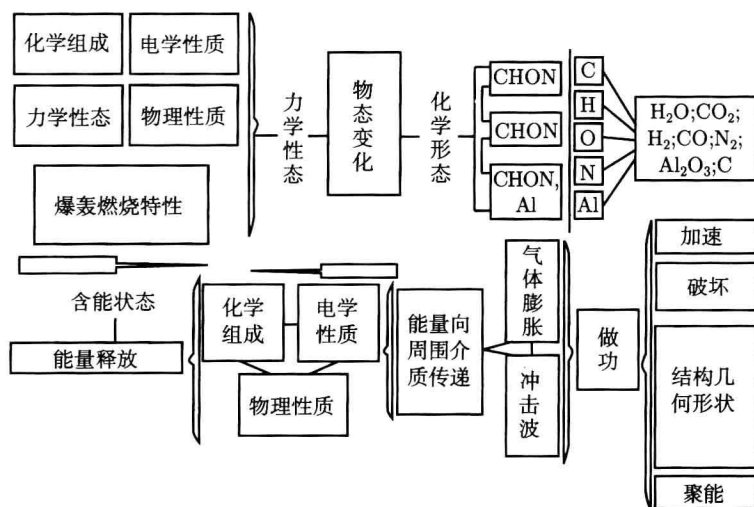 化学组成
电学性质
力学性态
物理性质
爆轰燃烧特性
力学性态
物态变化
化学形态
CHON
CHON
CHON,
Al
C
H
O
N
Al
H₂O;CO₂;
H₂;CO;N₂;
Al₂O₃;C
含能状态
能量释放
化学
组成
电学
性质
物理性质
能量向
周围介
质传递
气体膨胀
冲击波
做功
加速
破坏
结构几
何形状
聚能